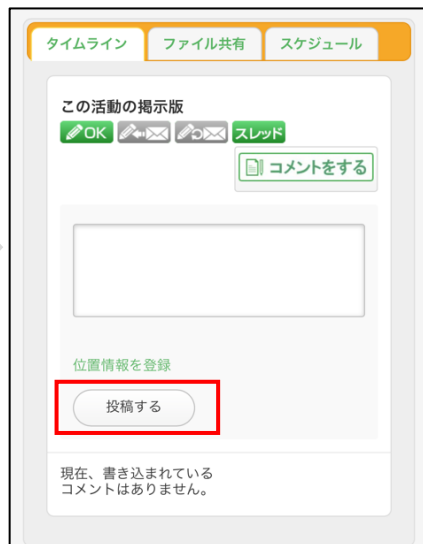 タイムライン ファイル共有 スケジュール
この活動の掲示版
OK スレッド
コメントをする
位置情報を登録
投稿する
現在、書き込まれている
コメントはありません。